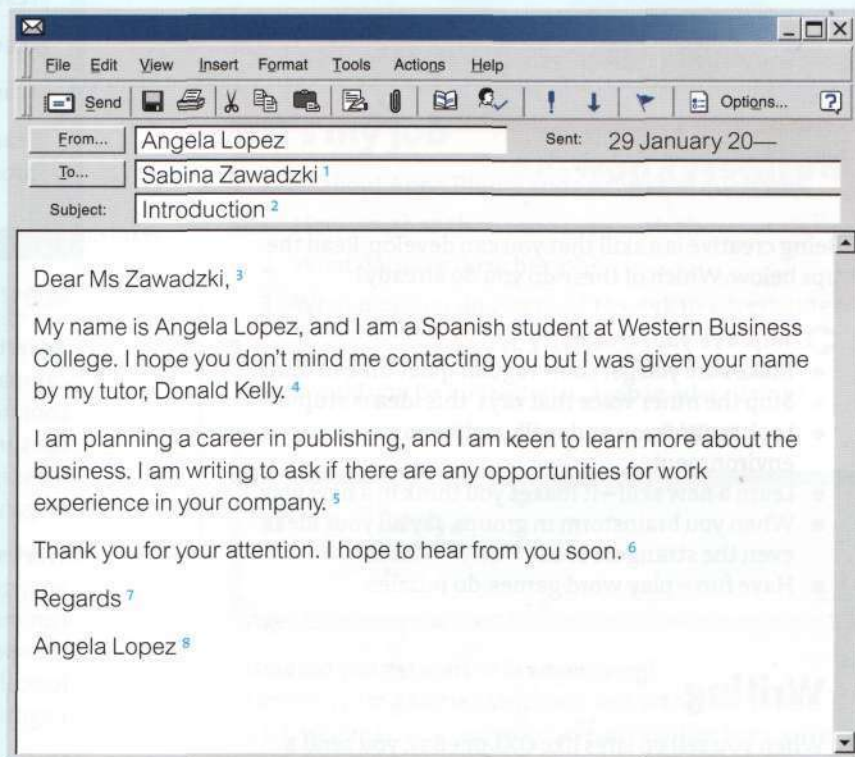 File Edit View Insert Format Tools Actions Help
Send Options...
From... Angela Lopez Sent: 29 January 20—
To... Sabina Zawadzki 1
Subject: Introduction 2
Dear Ms Zawadzki, 3
My name is Angela Lopez, and I am a Spanish student at Western Business
College. I hope you don't mind me contacting you but I was given your name
by my tutor, Donald Kelly. 4
I am planning a career in publishing, and I am keen to learn more about the
business. I am writing to ask if there are any opportunities for work
experience in your company. 5
Thank you for your attention. I hope to hear from you soon. 6
Regards 7
Angela Lopez 8